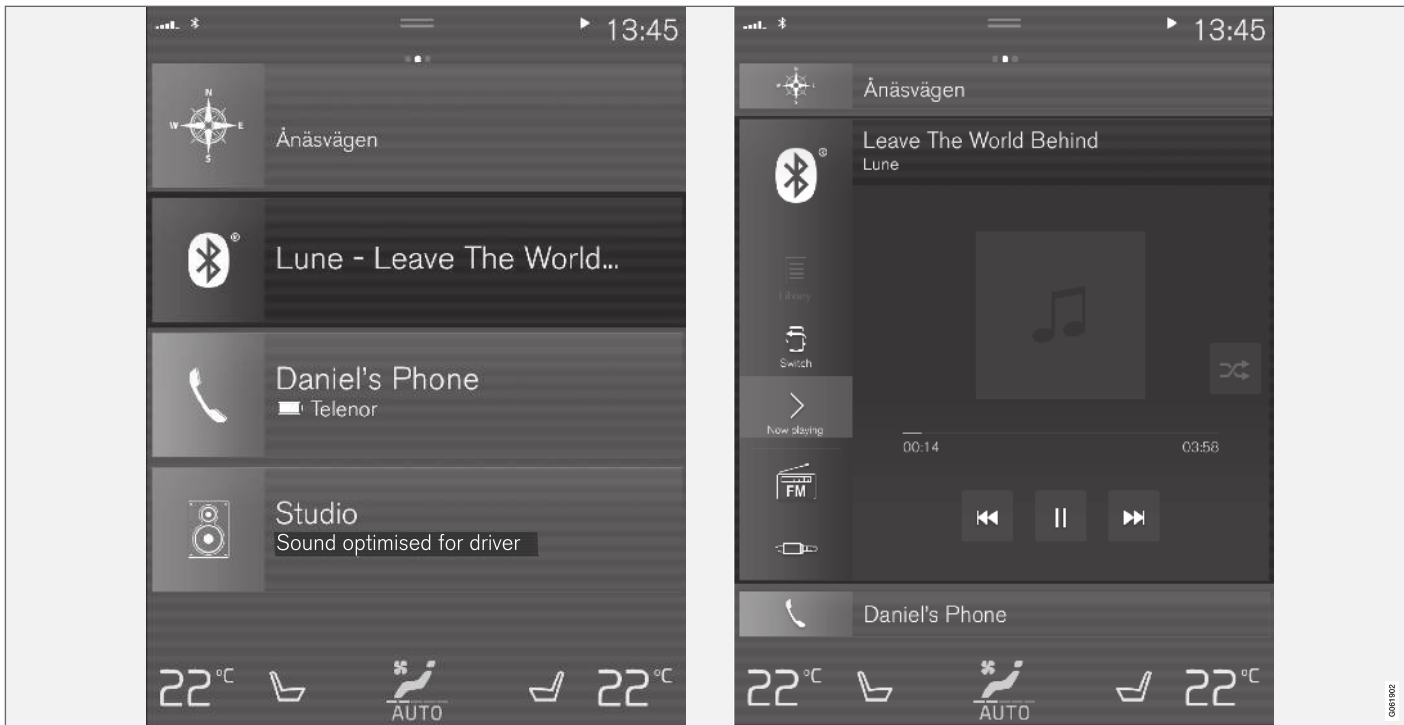 13:45
N
W E
S
Ånäsvägen
Lune - Leave The World...
Daniel's Phone
Telenor
Studio
Sound optimised for driver
22°C
AUTO
22°C
13:45
Ånäsvägen
Leave The World Behind
Lune
Library
Switch
Now playing
00:14
03:58
FM
Daniel's Phone
22°C
AUTO
22°C
G061902